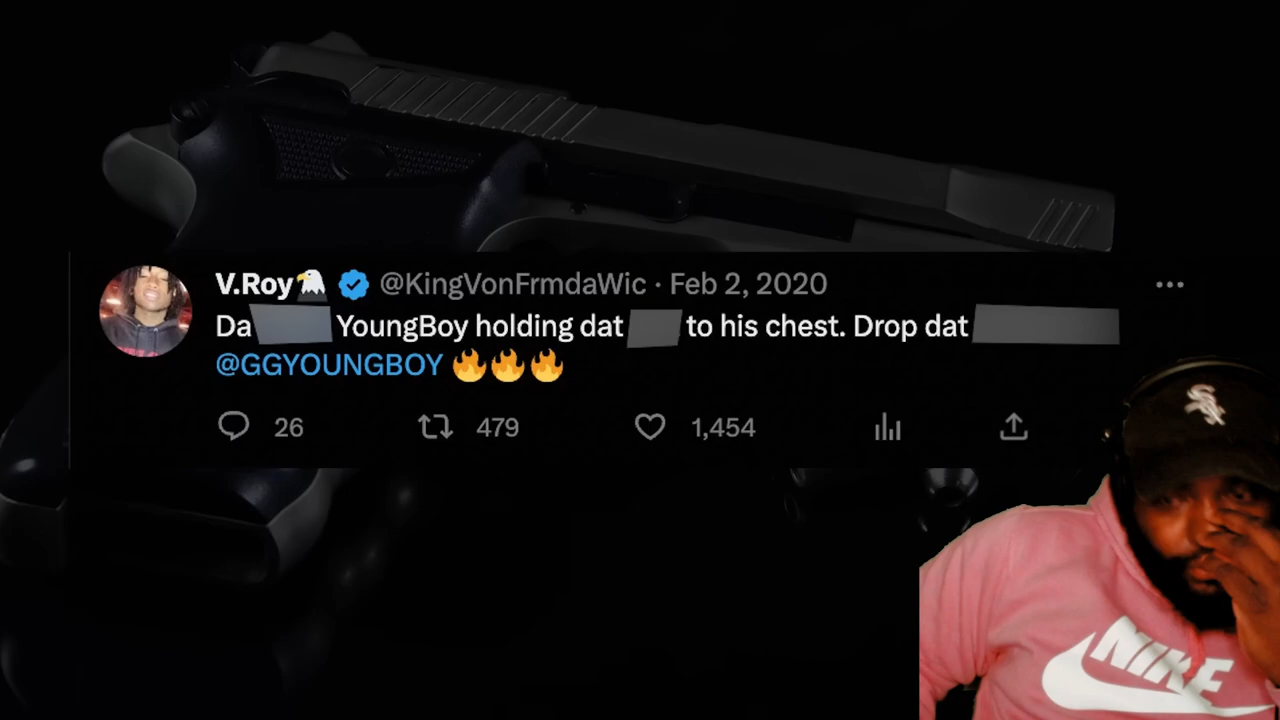 V.Roy🦅 @KingVonFrmdaWic · Feb 2, 2020
Da YoungBoy holding dat to his chest. Drop dat
@GGYOUNGBOY 🔥🔥🔥
26 479 1,454
SOX
NIKE